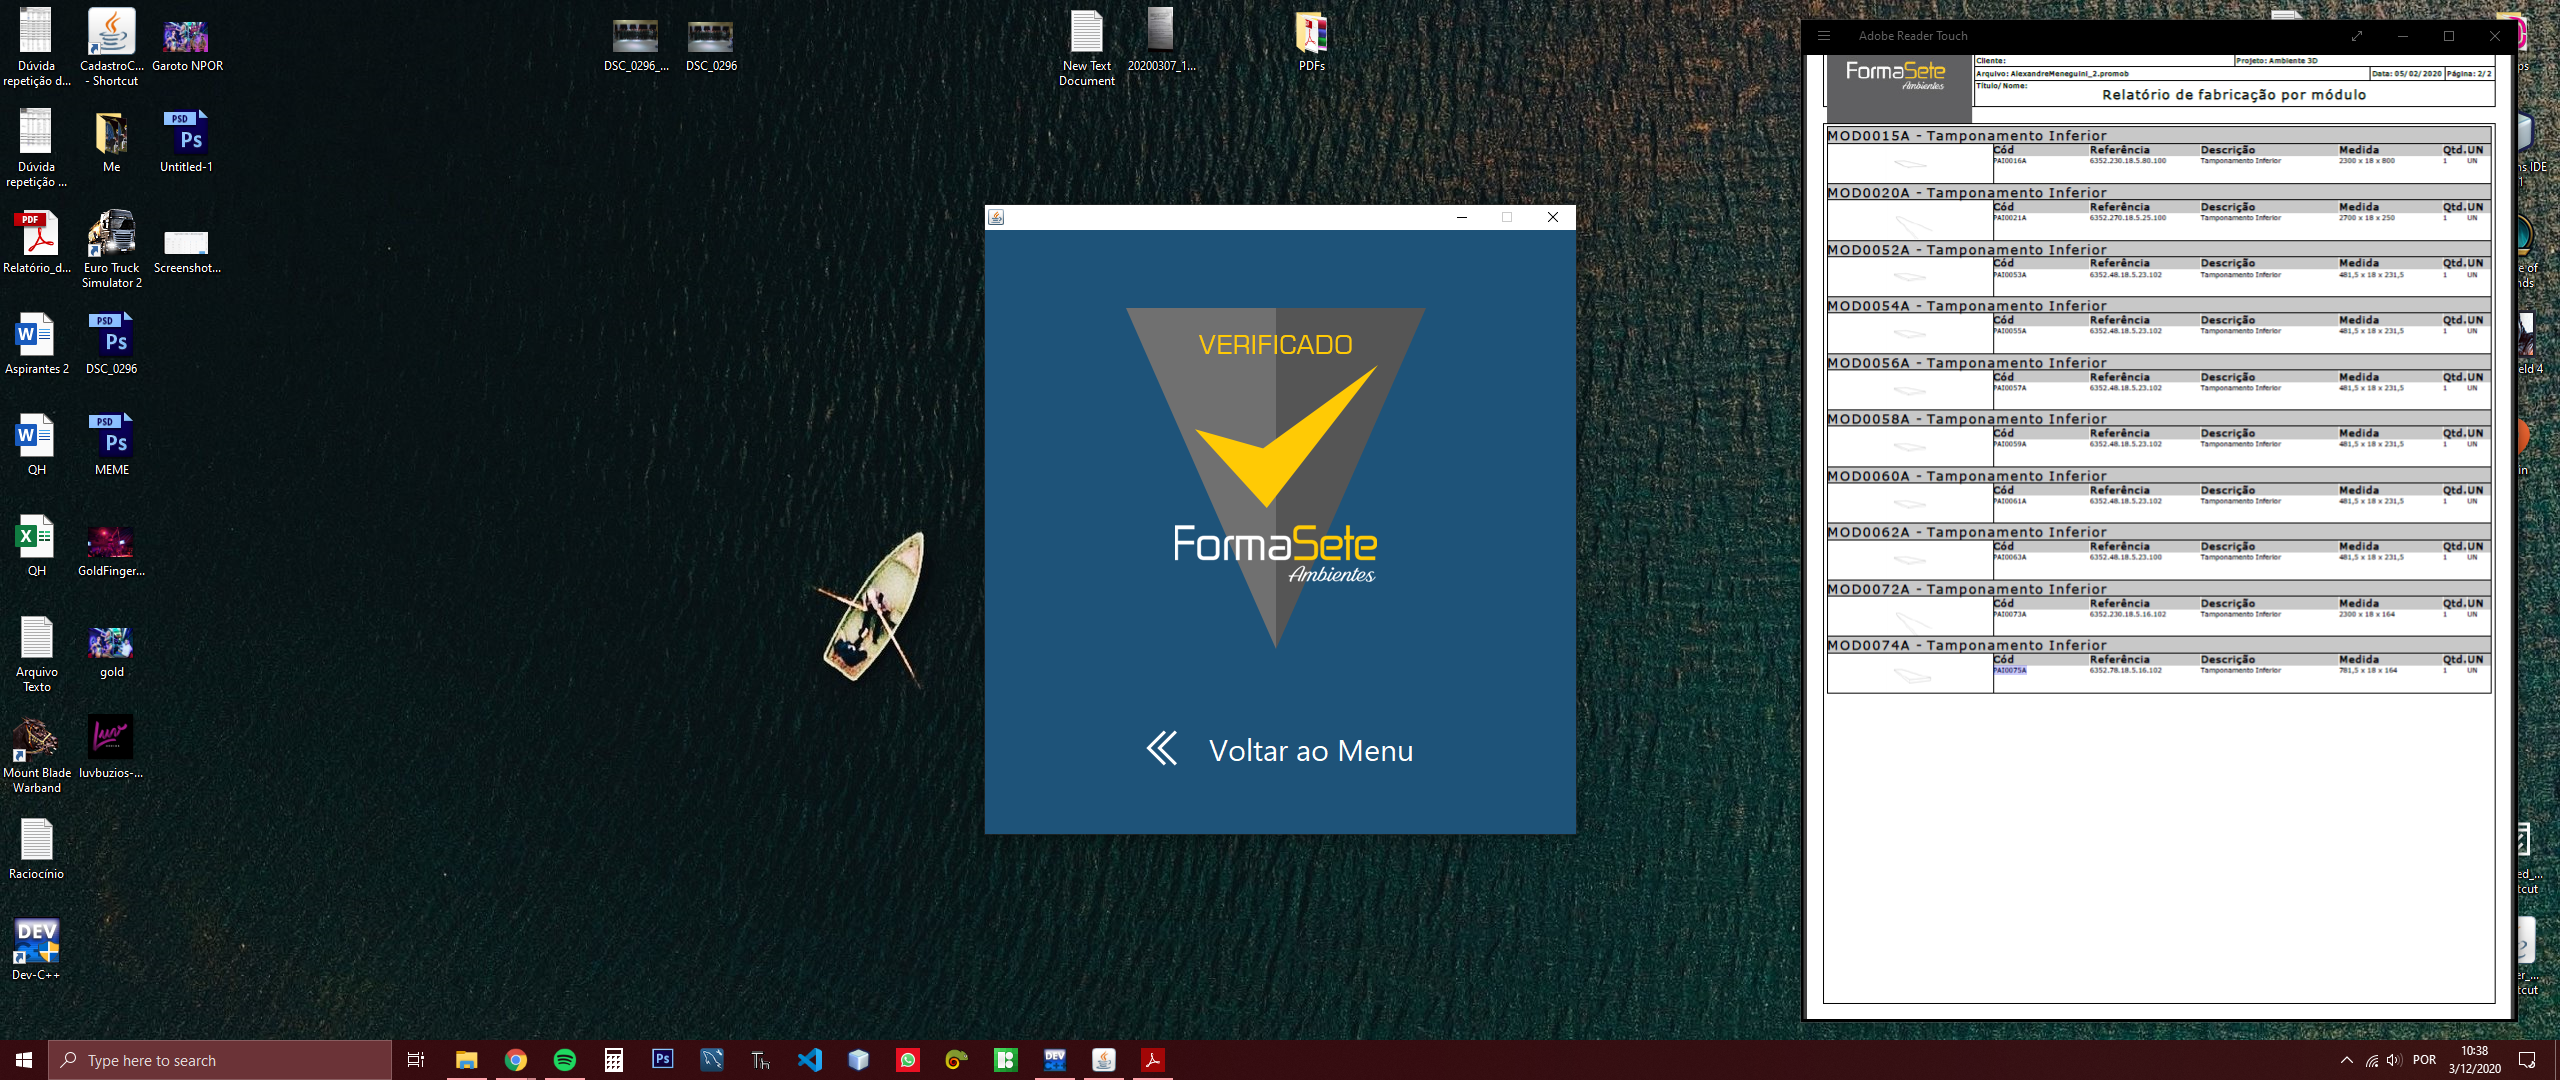 Dúvida
repetição d...
CadastroC...
- Shortcut
Garoto NPOR
DSC_0296_...
DSC_0296
New Text
Document
20200307_1...
PDFs
Dúvida
repetição ...
Me
PSD
Ps
Untitled-1
PDF
Relatório_d...
Euro Truck
Simulator 2
Screenshot...
W
Aspirantes 2
PSD
Ps
DSC_0296
W
QH
PSD
Ps
MEME
X
QH
GoldFinger...
Arquivo
Texto
gold
Mount Blade
Warband
Luv
luvbuzios-...
Raciocínio
DEV
Dev-C++
VERIFICADO
FormaSete
Ambientes
Voltar ao Menu
Adobe Reader Touch
FormaSete
Ambientes
Cliente:
Projeto: Ambiente 3D
Arquivo: AlexandreMeneguini_2.promob
Data: 05/02/2020
Página: 2/2
Título/Nome:
Relatório de fabricação por módulo
MOD0015A - Tamponamento Inferior
Cód Referência Descrição Medida Qtd.UN
PAI0016A 6352.230.18.5.80.100 Tamponamento Inferior 2300 x 18 x 800 1 UN
MOD0020A - Tamponamento Inferior
Cód Referência Descrição Medida Qtd.UN
PAI0021A 6352.270.18.5.25.100 Tamponamento Inferior 2700 x 18 x 250 1 UN
MOD0052A - Tamponamento Inferior
Cód Referência Descrição Medida Qtd.UN
PAI0053A 6352.48.18.5.23.102 Tamponamento Inferior 481,5 x 18 x 231,5 1 UN
MOD0054A - Tamponamento Inferior
Cód Referência Descrição Medida Qtd.UN
PAI0055A 6352.48.18.5.23.102 Tamponamento Inferior 481,5 x 18 x 231,5 1 UN
MOD0056A - Tamponamento Inferior
Cód Referência Descrição Medida Qtd.UN
PAI0057A 6352.48.18.5.23.102 Tamponamento Inferior 481,5 x 18 x 231,5 1 UN
MOD0058A - Tamponamento Inferior
Cód Referência Descrição Medida Qtd.UN
PAI0059A 6352.48.18.5.23.102 Tamponamento Inferior 481,5 x 18 x 231,5 1 UN
MOD0060A - Tamponamento Inferior
Cód Referência Descrição Medida Qtd.UN
PAI0061A 6352.48.18.5.23.102 Tamponamento Inferior 481,5 x 18 x 231,5 1 UN
MOD0062A - Tamponamento Inferior
Cód Referência Descrição Medida Qtd.UN
PAI0063A 6352.48.18.5.23.100 Tamponamento Inferior 481,5 x 18 x 231,5 1 UN
MOD0072A - Tamponamento Inferior
Cód Referência Descrição Medida Qtd.UN
PAI0073A 6352.230.18.5.16.102 Tamponamento Inferior 2300 x 18 x 164 1 UN
MOD0074A - Tamponamento Inferior
Cód Referência Descrição Medida Qtd.UN
PAI0075A 6352.78.18.5.16.102 Tamponamento Inferior 781,5 x 18 x 164 1 UN
Type here to search
Ps
Th
DEV
POR
10:38
3/12/2020